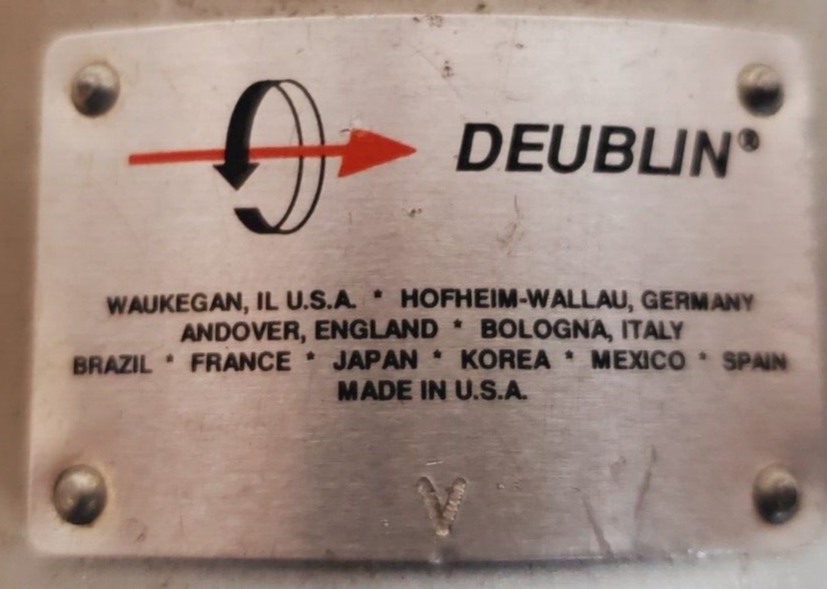 DEUBLIN®
WAUKEGAN, IL U.S.A. * HOFHEIM-WALLAU, GERMANY
ANDOVER, ENGLAND * BOLOGNA, ITALY
BRAZIL * FRANCE * JAPAN * KOREA * MEXICO * SPAIN
MADE IN U.S.A.
V